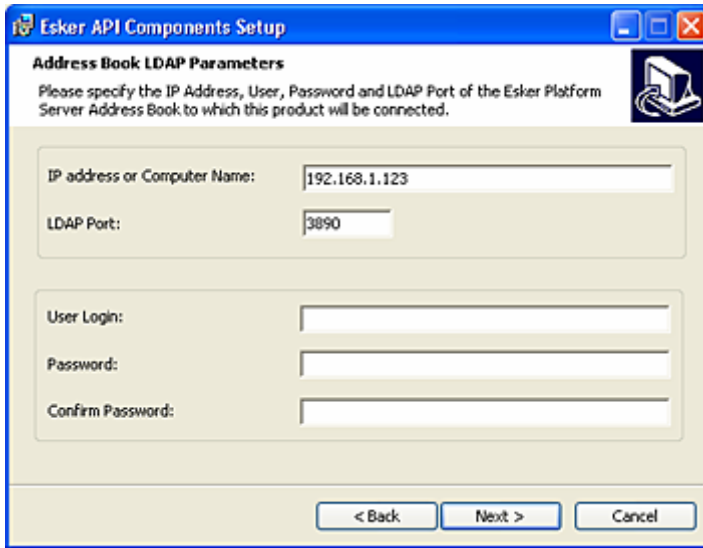 Esker API Components Setup
Address Book LDAP Parameters
Please specify the IP Address, User, Password and LDAP Port of the Esker Platform
Server Address Book to which this product will be connected.
IP address or Computer Name: 192.168.1.123
LDAP Port: 3890
User Login:
Password:
Confirm Password:
< Back Next > Cancel